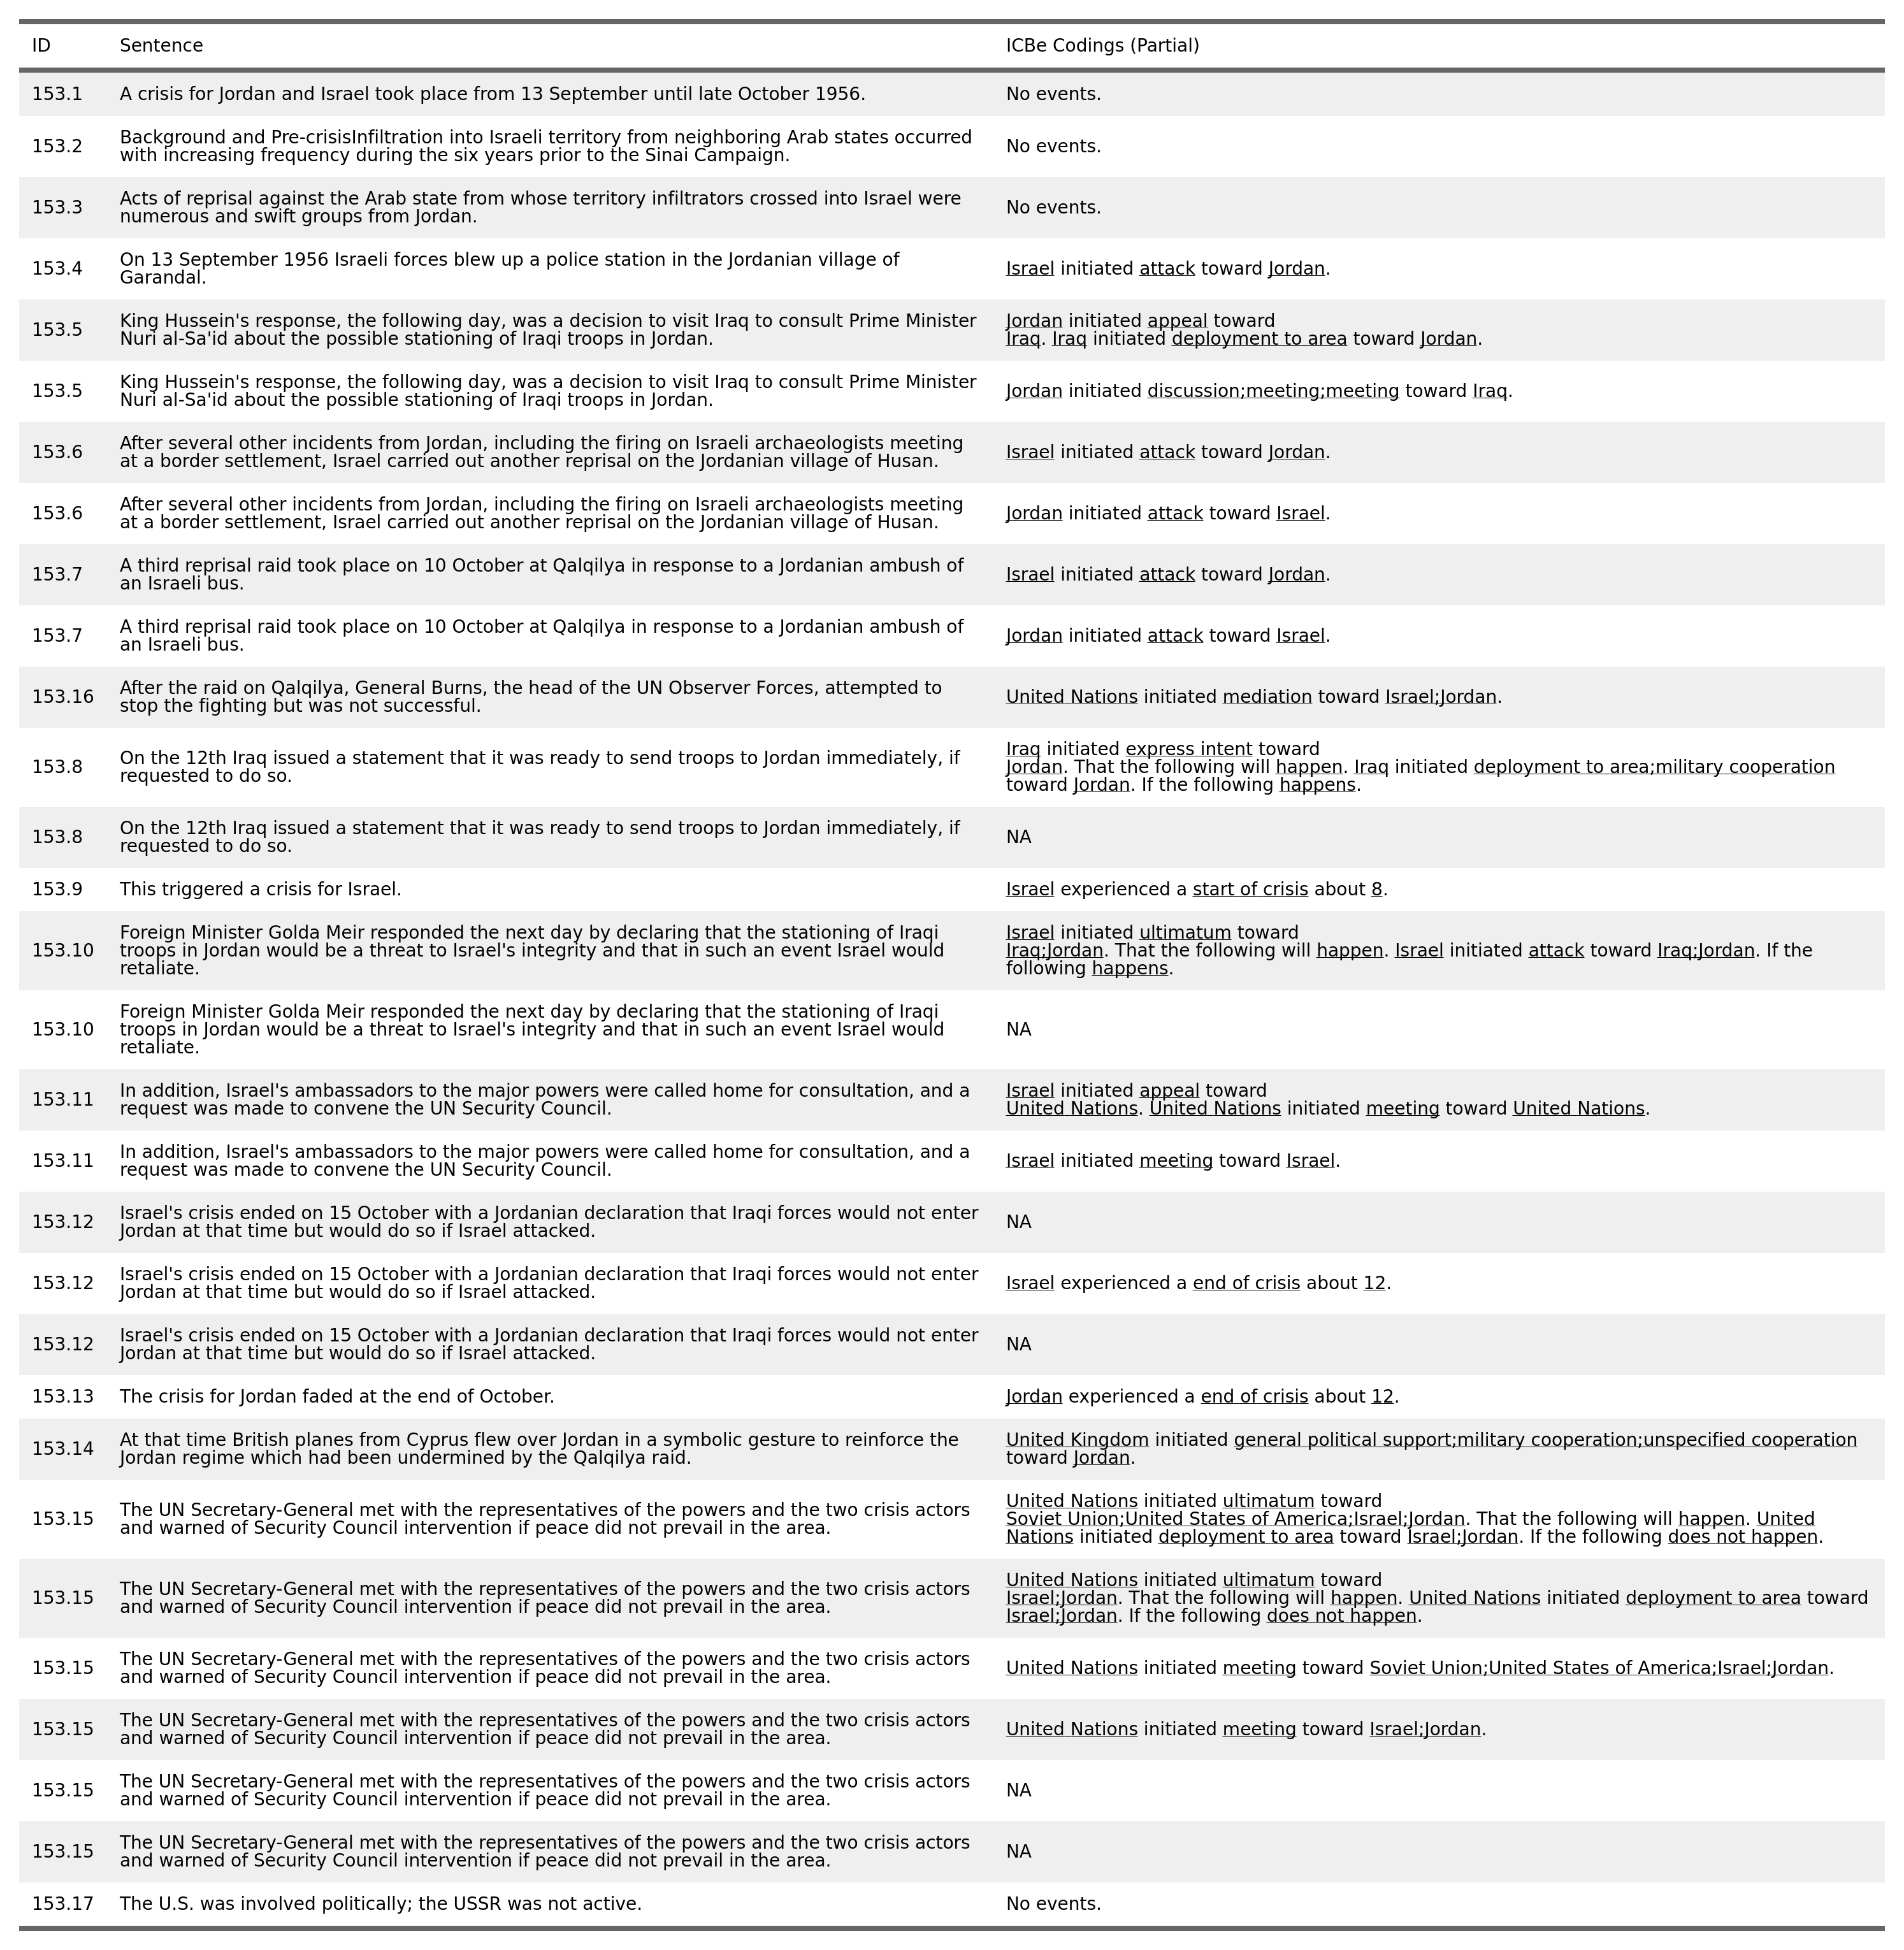 ID Sentence ICBe Codings (Partial)
153.1 A crisis for Jordan and Israel took place from 13 September until late October 1956. No events.
153.2 Background and Pre-crisisInfiltration into Israeli territory from neighboring Arab states occurred
with increasing frequency during the six years prior to the Sinai Campaign. No events.
153.3 Acts of reprisal against the Arab state from whose territory infiltrators crossed into Israel were
numerous and swift groups from Jordan. No events.
153.4 On 13 September 1956 Israeli forces blew up a police station in the Jordanian village of
Garandal. Israel initiated attack toward Jordan.
153.5 King Hussein's response, the following day, was a decision to visit Iraq to consult Prime Minister
Nuri al-Sa'id about the possible stationing of Iraqi troops in Jordan.
Jordan initiated appeal toward
Iraq. Iraq initiated deployment to area toward Jordan.
153.5 King Hussein's response, the following day, was a decision to visit Iraq to consult Prime Minister
Nuri al-Sa'id about the possible stationing of Iraqi troops in Jordan.
Jordan initiated discussion;meeting;meeting toward Iraq.
153.6 After several other incidents from Jordan, including the firing on Israeli archaeologists meeting
at a border settlement, Israel carried out another reprisal on the Jordanian village of Husan.
Israel initiated attack toward Jordan.
153.6 After several other incidents from Jordan, including the firing on Israeli archaeologists meeting
at a border settlement, Israel carried out another reprisal on the Jordanian village of Husan.
Jordan initiated attack toward Israel.
153.7 A third reprisal raid took place on 10 October at Qalqilya in response to a Jordanian ambush of
an Israeli bus.
Israel initiated attack toward Jordan.
153.7 A third reprisal raid took place on 10 October at Qalqilya in response to a Jordanian ambush of
an Israeli bus.
Jordan initiated attack toward Israel.
153.16 After the raid on Qalqilya, General Burns, the head of the UN Observer Forces, attempted to
stop the fighting but was not successful.
United Nations initiated mediation toward Israel;Jordan.
153.8 On the 12th Iraq issued a statement that it was ready to send troops to Jordan immediately, if
requested to do so.
Iraq initiated express intent toward
Jordan. That the following will happen. Iraq initiated deployment to area;military cooperation
toward Jordan. If the following happens.
153.8 On the 12th Iraq issued a statement that it was ready to send troops to Jordan immediately, if
requested to do so.
NA
153.9 This triggered a crisis for Israel. Israel experienced a start of crisis about 8.
153.10 Foreign Minister Golda Meir responded the next day by declaring that the stationing of Iraqi
troops in Jordan would be a threat to Israel's integrity and that in such an event Israel would
retaliate.
Israel initiated ultimatum toward
Iraq;Jordan. That the following will happen. Israel initiated attack toward Iraq;Jordan. If the
following happens.
153.10 Foreign Minister Golda Meir responded the next day by declaring that the stationing of Iraqi
troops in Jordan would be a threat to Israel's integrity and that in such an event Israel would
retaliate.
NA
153.11 In addition, Israel's ambassadors to the major powers were called home for consultation, and a
request was made to convene the UN Security Council.
Israel initiated appeal toward
United Nations. United Nations initiated meeting toward United Nations.
153.11 In addition, Israel's ambassadors to the major powers were called home for consultation, and a
request was made to convene the UN Security Council.
Israel initiated meeting toward Israel.
153.12 Israel's crisis ended on 15 October with a Jordanian declaration that Iraqi forces would not enter
Jordan at that time but would do so if Israel attacked.
NA
153.12 Israel's crisis ended on 15 October with a Jordanian declaration that Iraqi forces would not enter
Jordan at that time but would do so if Israel attacked.
Israel experienced a end of crisis about 12.
153.12 Israel's crisis ended on 15 October with a Jordanian declaration that Iraqi forces would not enter
Jordan at that time but would do so if Israel attacked.
NA
153.13 The crisis for Jordan faded at the end of October. Jordan experienced a end of crisis about 12.
153.14 At that time British planes from Cyprus flew over Jordan in a symbolic gesture to reinforce the
Jordan regime which had been undermined by the Qalqilya raid.
United Kingdom initiated general political support;military cooperation;unspecified cooperation
toward Jordan.
153.15 The UN Secretary-General met with the representatives of the powers and the two crisis actors
and warned of Security Council intervention if peace did not prevail in the area.
United Nations initiated ultimatum toward
Soviet Union;United States of America;Israel;Jordan. That the following will happen. United
Nations initiated deployment to area toward Israel;Jordan. If the following does not happen.
153.15 The UN Secretary-General met with the representatives of the powers and the two crisis actors
and warned of Security Council intervention if peace did not prevail in the area.
United Nations initiated ultimatum toward
Israel;Jordan. That the following will happen. United Nations initiated deployment to area toward
Israel;Jordan. If the following does not happen.
153.15 The UN Secretary-General met with the representatives of the powers and the two crisis actors
and warned of Security Council intervention if peace did not prevail in the area.
United Nations initiated meeting toward Soviet Union;United States of America;Israel;Jordan.
153.15 The UN Secretary-General met with the representatives of the powers and the two crisis actors
and warned of Security Council intervention if peace did not prevail in the area.
United Nations initiated meeting toward Israel;Jordan.
153.15 The UN Secretary-General met with the representatives of the powers and the two crisis actors
and warned of Security Council intervention if peace did not prevail in the area.
NA
153.15 The UN Secretary-General met with the representatives of the powers and the two crisis actors
and warned of Security Council intervention if peace did not prevail in the area.
NA
153.17 The U.S. was involved politically; the USSR was not active. No events.